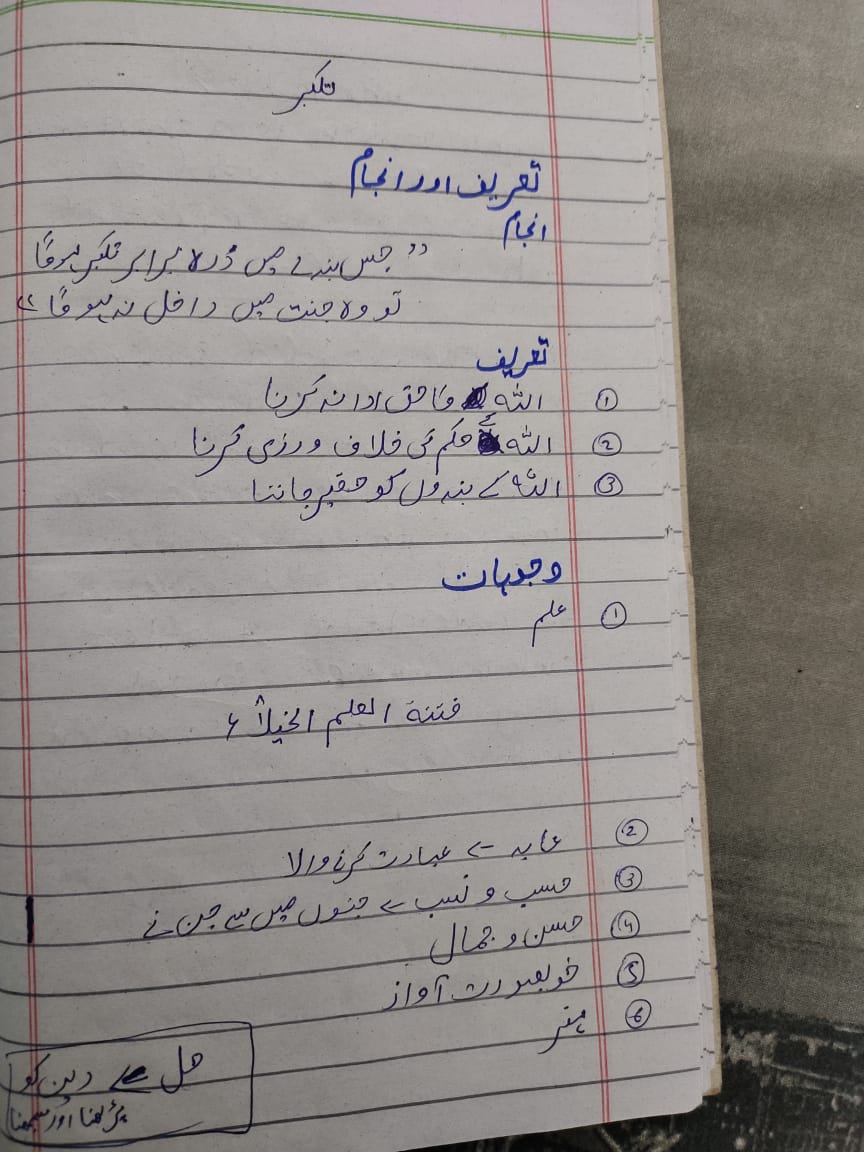 تکبر
تعریف اور انجام
انجام
"جس بندے میں ذرہ برابر تکبر ہوگا
تو وہ جنت میں داخل نہ ہوگا"
تعریف
① اللہ کا حق ادا نہ کرنا
② اللہ کے حکم کی خلاف ورزی کرنا
③ اللہ کے بندوں کو حقیر جاننا
وجوہات
① علم
فتنة العلم الخیلاء
② عابد → عبادت کرنے والا
③ حسب و نسب → جنوں میں سے جن نے
④ حسن و جمال
⑤ خوبصورت آواز
⑥ ہنر
حل → دین کو
پڑھنا اور سمجھنا